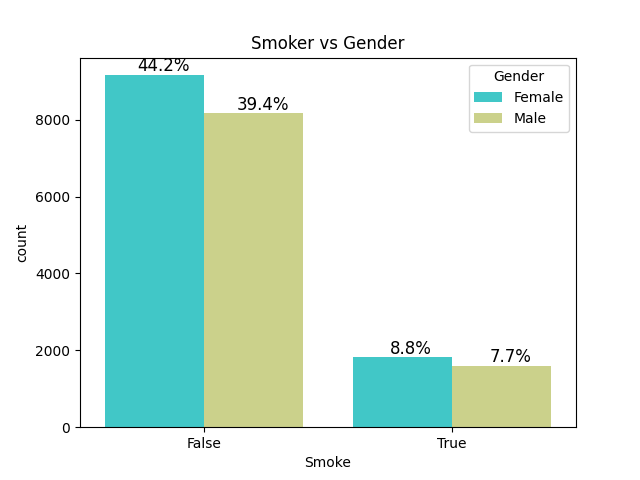 Smoker vs Gender
44.2%
39.4%
8.8%
7.7%
Gender
Female
Male
8000
6000
4000
2000
0
count
False
True
Smoke